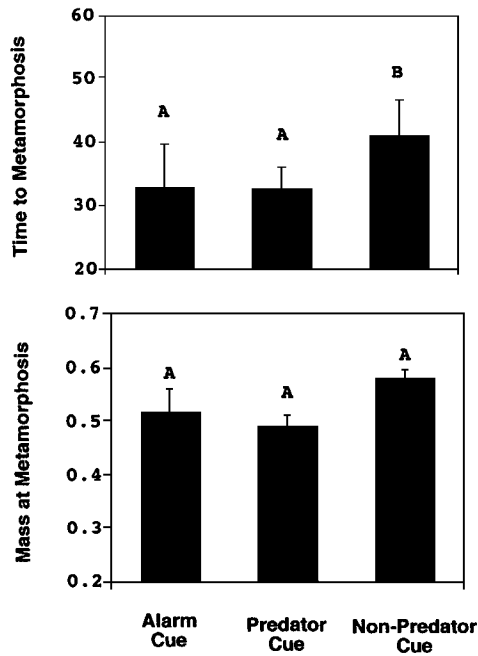 60
50
40
30
20
Time to Metamorphosis
A
A
B
0.7
0.6
0.5
0.4
0.3
0.2
Mass at Metamorphosis
A
A
A
Alarm
Cue
Predator
Cue
Non-Predator
Cue